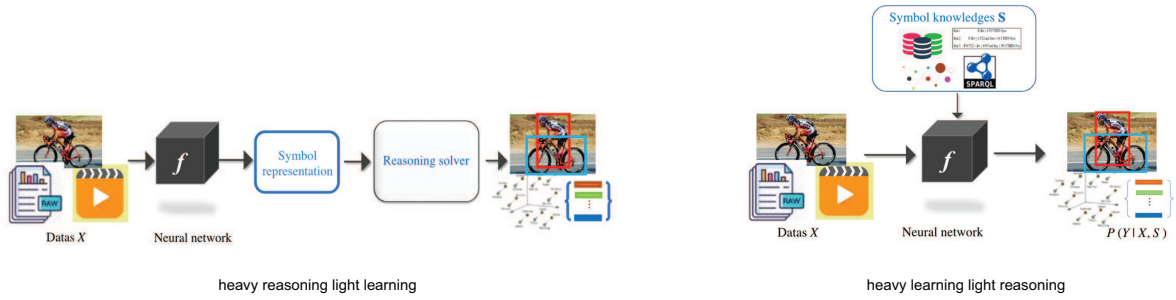 Symbol knowledges S
SPARQL
f
Symbol
representation
Reasoning solver
RAW
Datas X
Neural network
f
RAW
Datas X
Neural network
P (Y | X, S )
heavy reasoning light learning
heavy learning light reasoning